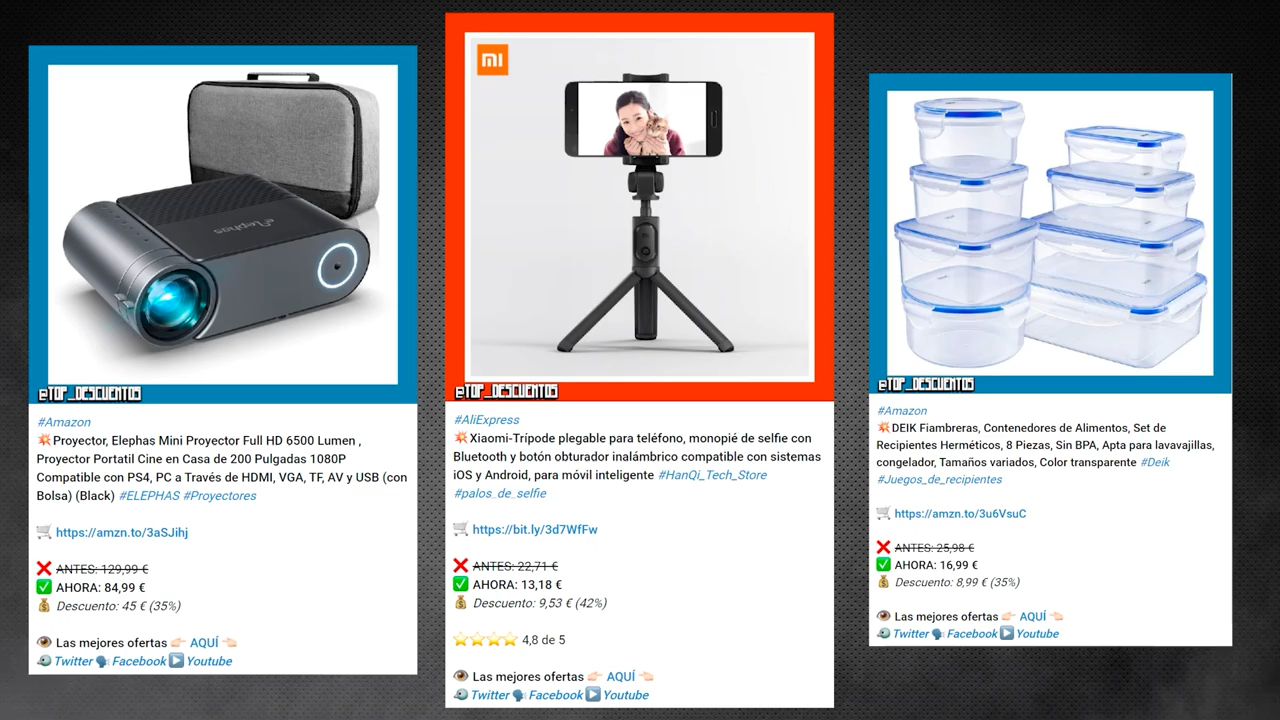 elephas
@TOP_DESCUENTOS
#Amazon
💥Proyector, Elephas Mini Proyector Full HD 6500 Lumen ,
Proyector Portatil Cine en Casa de 200 Pulgadas 1080P
Compatible con PS4, PC a Través de HDMI, VGA, TF, AV y USB (con
Bolsa) (Black) #ELEPHAS #Proyectores
🛒 https://amzn.to/3aSJihj
❌ ANTES: 129,99 €
✅ AHORA: 84,99 €
💰 Descuento: 45 € (35%)
👁 Las mejores ofertas 👉🏻 AQUÍ 👈🏻
🐦 Twitter 🗣 Facebook ▶️ Youtube
mi
@TOP_DESCUENTOS
#AliExpress
💥Xiaomi-Trípode plegable para teléfono, monopié de selfie con
Bluetooth y botón obturador inalámbrico compatible con sistemas
iOS y Android, para móvil inteligente #HanQi_Tech_Store
#palos_de_selfie
🛒 https://bit.ly/3d7WfFw
❌ ANTES: 22,71 €
✅ AHORA: 13,18 €
💰 Descuento: 9,53 € (42%)
⭐⭐⭐⭐ 4,8 de 5
👁 Las mejores ofertas 👉🏻 AQUÍ 👈🏻
🐦 Twitter 🗣 Facebook ▶️ Youtube
@TOP_DESCUENTOS
#Amazon
💥DEIK Fiambreras, Contenedores de Alimentos, Set de
Recipientes Herméticos, 8 Piezas, Sin BPA, Apta para lavavajillas,
congelador, Tamaños variados, Color transparente #Deik
#Juegos_de_recipientes
🛒 https://amzn.to/3u6VsuC
❌ ANTES: 25,98 €
✅ AHORA: 16,99 €
💰 Descuento: 8,99 € (35%)
👁 Las mejores ofertas 👉🏻 AQUÍ 👈🏻
🐦 Twitter 🗣 Facebook ▶️ Youtube